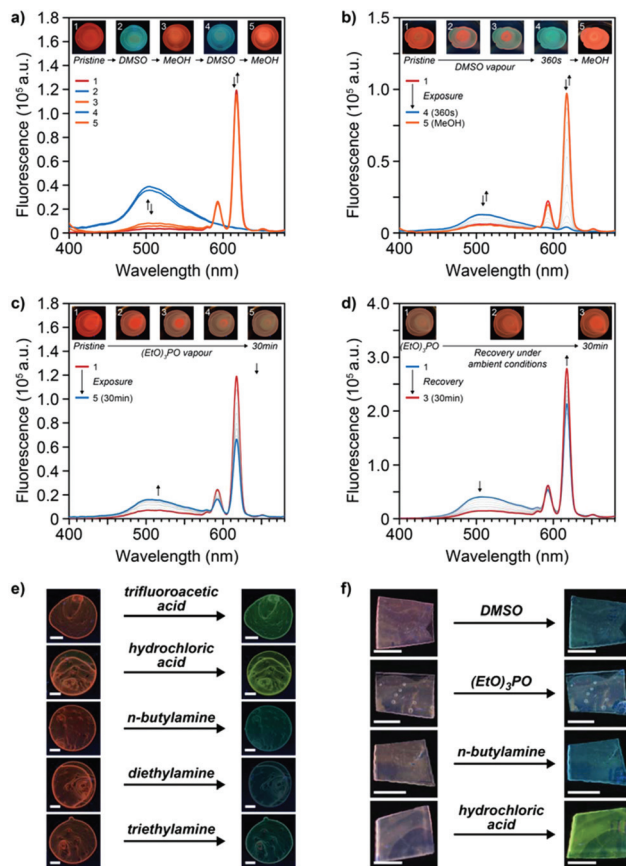 a)
1 2 3 4 5
Pristine → DMSO → MeOH → DMSO → MeOH
1
2
3
4
5
1.8
1.6
1.4
1.2
1.0
0.8
0.6
0.4
0.2
0
400 500 600
Fluorescence (10⁵ a.u.)
Wavelength (nm)
b)
1 2 3 4 5
Pristine 360s → MeOH
DMSO vapour
1
Exposure
4 (360s)
5 (MeOH)
1.5
1.0
0.5
0
400 500 600
Fluorescence (10⁵ a.u.)
Wavelength (nm)
c)
1 2 3 4 5
Pristine 30min
(EtO)₃PO vapour
1
Exposure
5 (30min)
1.8
1.6
1.4
1.2
1.0
0.8
0.6
0.4
0.2
0
400 500 600
Fluorescence (10⁵ a.u.)
Wavelength (nm)
d)
1 2 3
(EtO)₃PO 30min
Recovery under
ambient conditions
1
Recovery
3 (30min)
4.0
3.0
2.0
1.0
0
400 500 600
Fluorescence (10⁵ a.u.)
Wavelength (nm)
e)
trifluoroacetic
acid
hydrochloric
acid
n-butylamine
diethylamine
triethylamine
f)
DMSO
(EtO)₃PO
n-butylamine
hydrochloric
acid